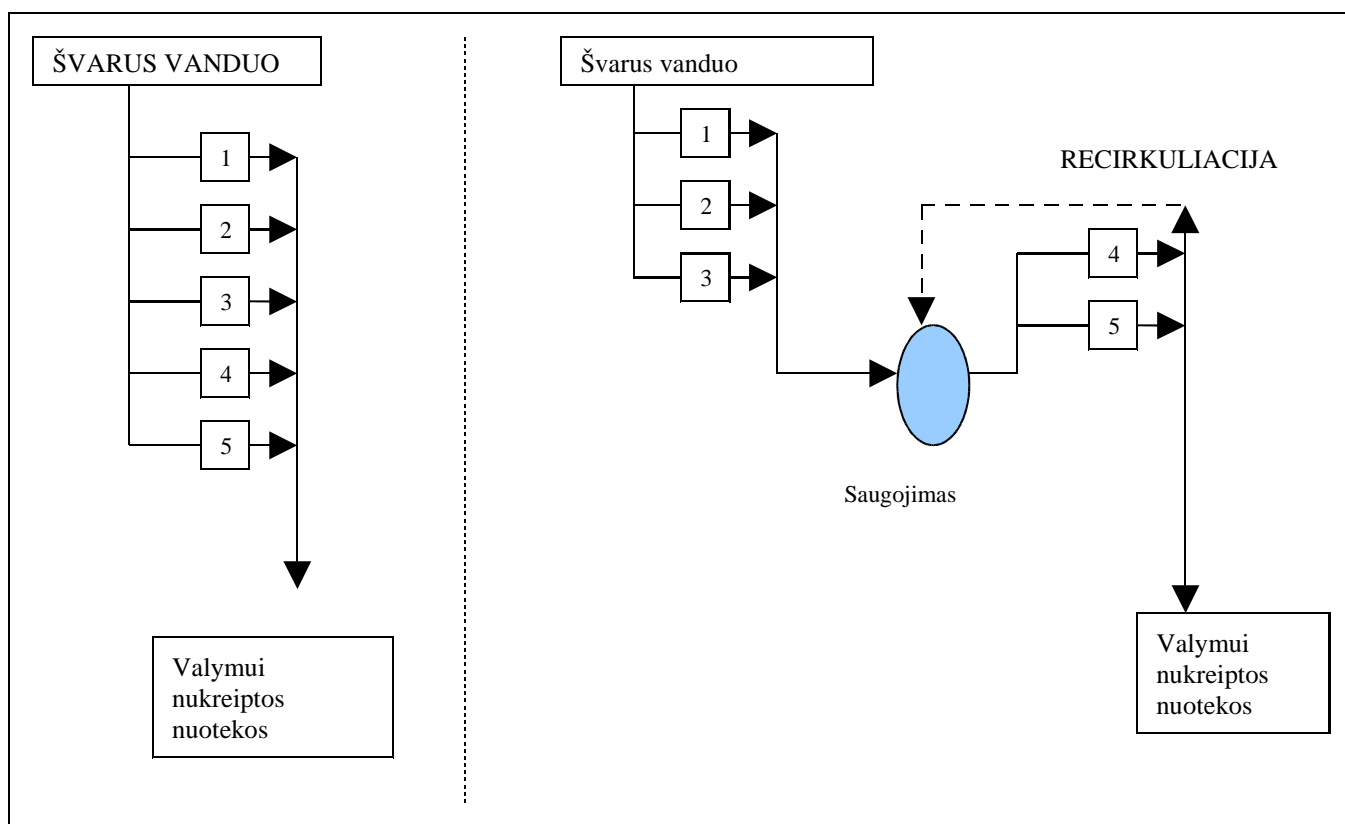 ŠVARUS VANDUO
1
2
3
4
5
Valymui
nukreiptos
nuotekos
Švarus vanduo
1
2
3
RECIRKULIACIJA
4
5
Saugojimas
Valymui
nukreiptos
nuotekos